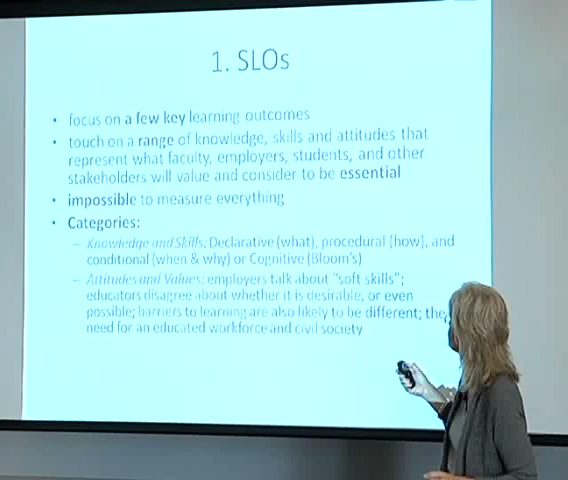 1. SLOs
• focus on a few key learning outcomes
• touch on a range of knowledge, skills and attitudes that
represent what faculty, employers, students, and other
stakeholders will value and consider to be essential
• impossible to measure everything
• Categories:
– Knowledge and Skills: Declarative (what), procedural (how), and
conditional (when & why) or Cognitive (Bloom's)
– Attitudes and Values: employers talk about "soft skills";
educators disagree about whether it is desirable, or even
possible; barriers to learning are also likely to be different; the
need for an educated workforce and civil society